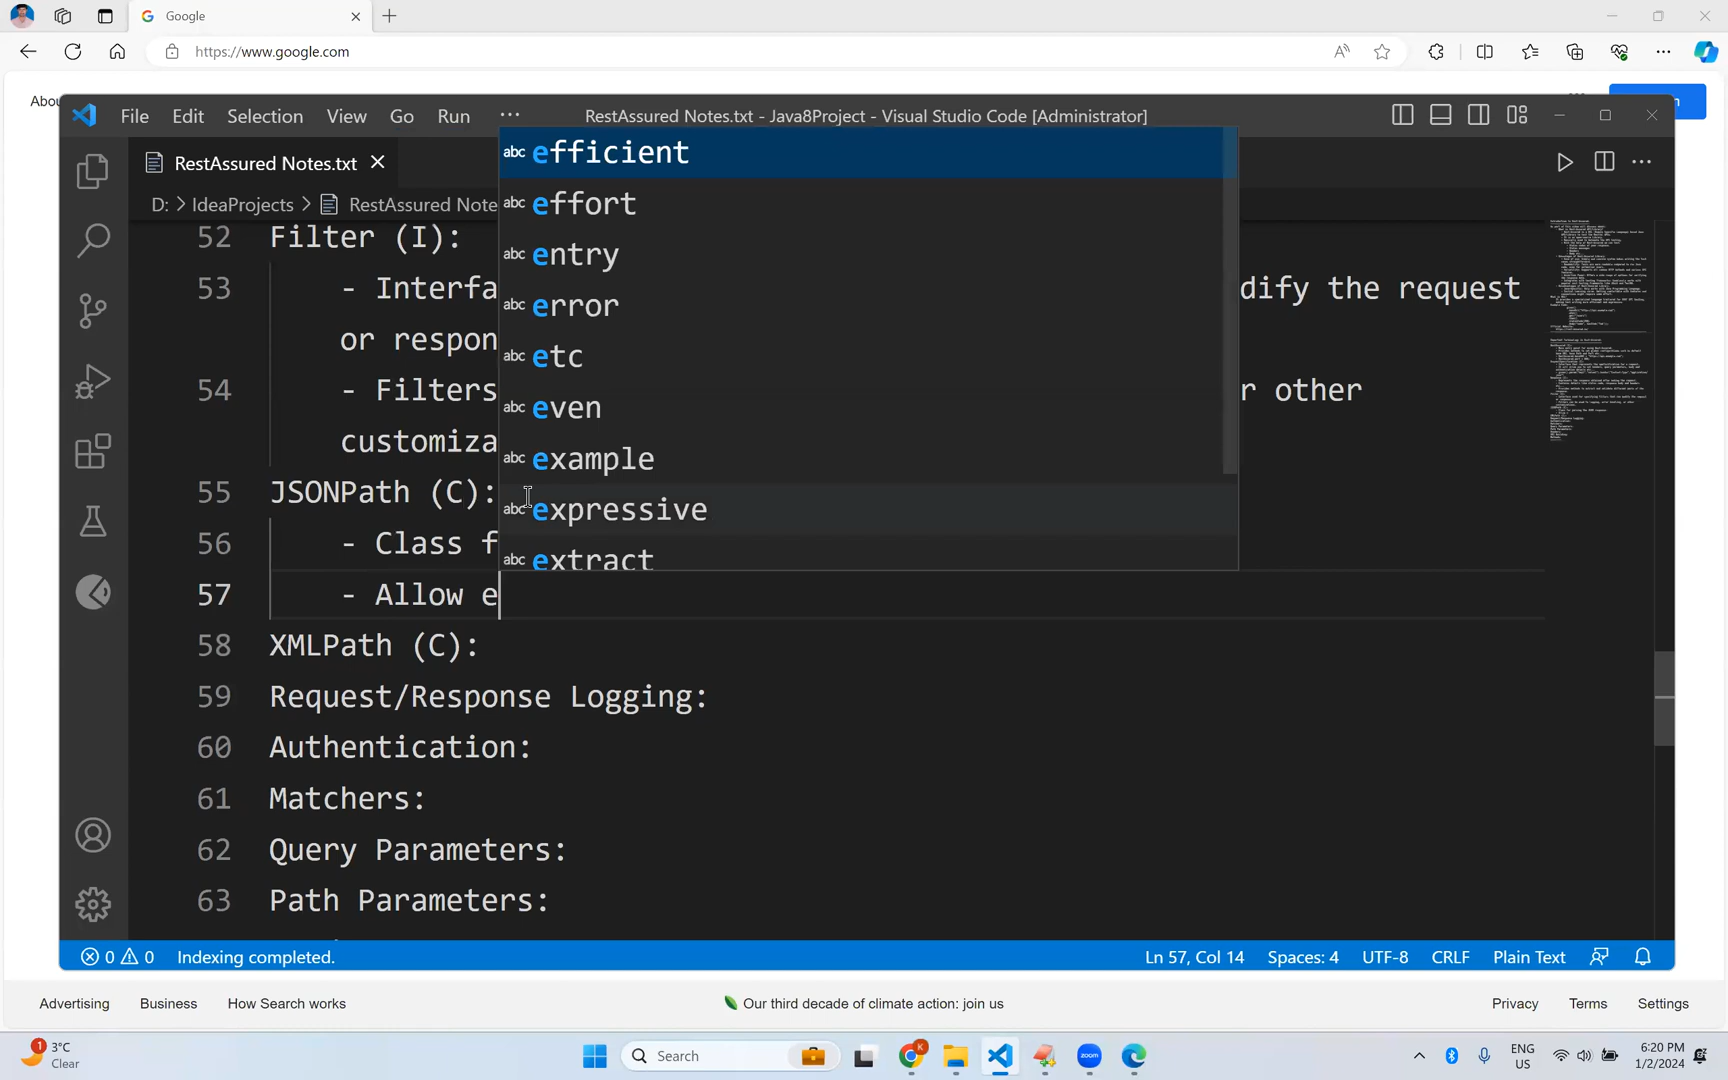 Google
https://www.google.com
Abou
File Edit Selection View Go Run ··· RestAssured Notes.txt - Java8Project - Visual Studio Code [Administrator]
RestAssured Notes.txt
D: > IdeaProjects > RestAssured Note
abc efficient
abc effort
abc entry
abc error
abc etc
abc even
abc example
abc expressive
abc extract
52 Filter (I):
53 - Interfa dify the request
or respon
54 - Filters r other
customiza
55 JSONPath (C):
56 - Class f
57 - Allow e
58 XMLPath (C):
59 Request/Response Logging:
60 Authentication:
61 Matchers:
62 Query Parameters:
63 Path Parameters:
0 0 Indexing completed. Ln 57, Col 14 Spaces: 4 UTF-8 CRLF Plain Text
Advertising Business How Search works Our third decade of climate action: join us Privacy Terms Settings
1 3°C
Clear
Search
zoom
ENG
US
6:20 PM
1/2/2024